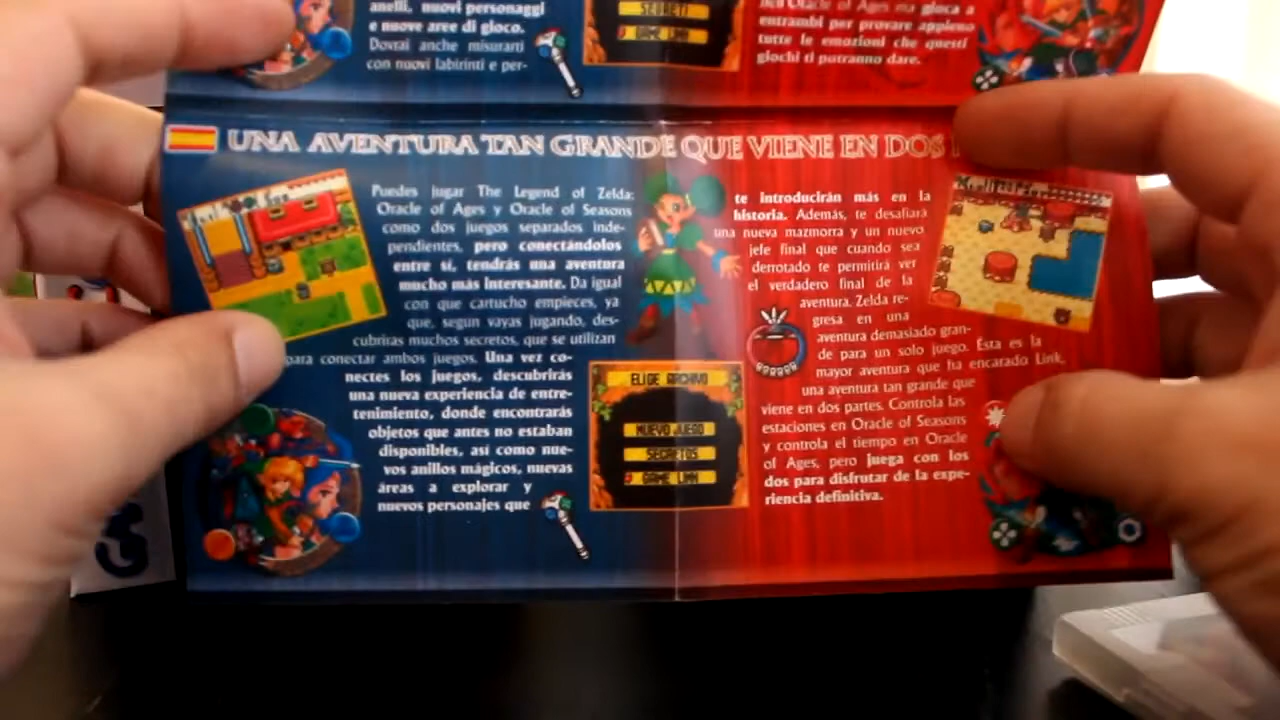 anelli, nuovi personaggi
e nuove aree di gioco.
Dovrai anche misurarti
con nuovi labirinti e per-
SEGRETI
GAME LINK
dell'Oracle of Ages ma gioca a
entrambi per provare appieno
tutte le emozioni che questi
giochi ti potranno dare.
UNA AVENTURA TAN GRANDE QUE VIENE EN DOS
Puedes jugar The Legend of Zelda:
Oracle of Ages y Oracle of Seasons
como dos juegos separados inde-
pendientes, pero conectándolos
entre sí, tendrás una aventura
mucho más interesante. Da igual
con que cartucho empieces, ya
que, según vayas jugando, des-
cubrirás muchos secretos, que se utilizan
para conectar ambos juegos. Una vez co-
nectes los juegos, descubrirás
una nueva experiencia de entre-
tenimiento, donde encontrarás
objetos que antes no estaban
disponibles, así como nue-
vos anillos mágicos, nuevas
áreas a explorar y
nuevos personajes que
ELIGE ARCHIVO
NUEVO JUEGO
SECRETOS
GAME LINK
te introducirán más en la
historia. Además, te desafiará
una nueva mazmorra y un nuevo
jefe final que cuando sea
derrotado te permitirá ver
el verdadero final de la
aventura. Zelda re-
gresa en una
aventura demasiado gran-
de para un solo juego. Ésta es la
mayor aventura que ha encarado Link,
una aventura tan grande que
viene en dos partes. Controla las
estaciones en Oracle of Seasons
y controla el tiempo en Oracle
of Ages, pero juega con los
dos para disfrutar de la expe-
riencia definitiva.